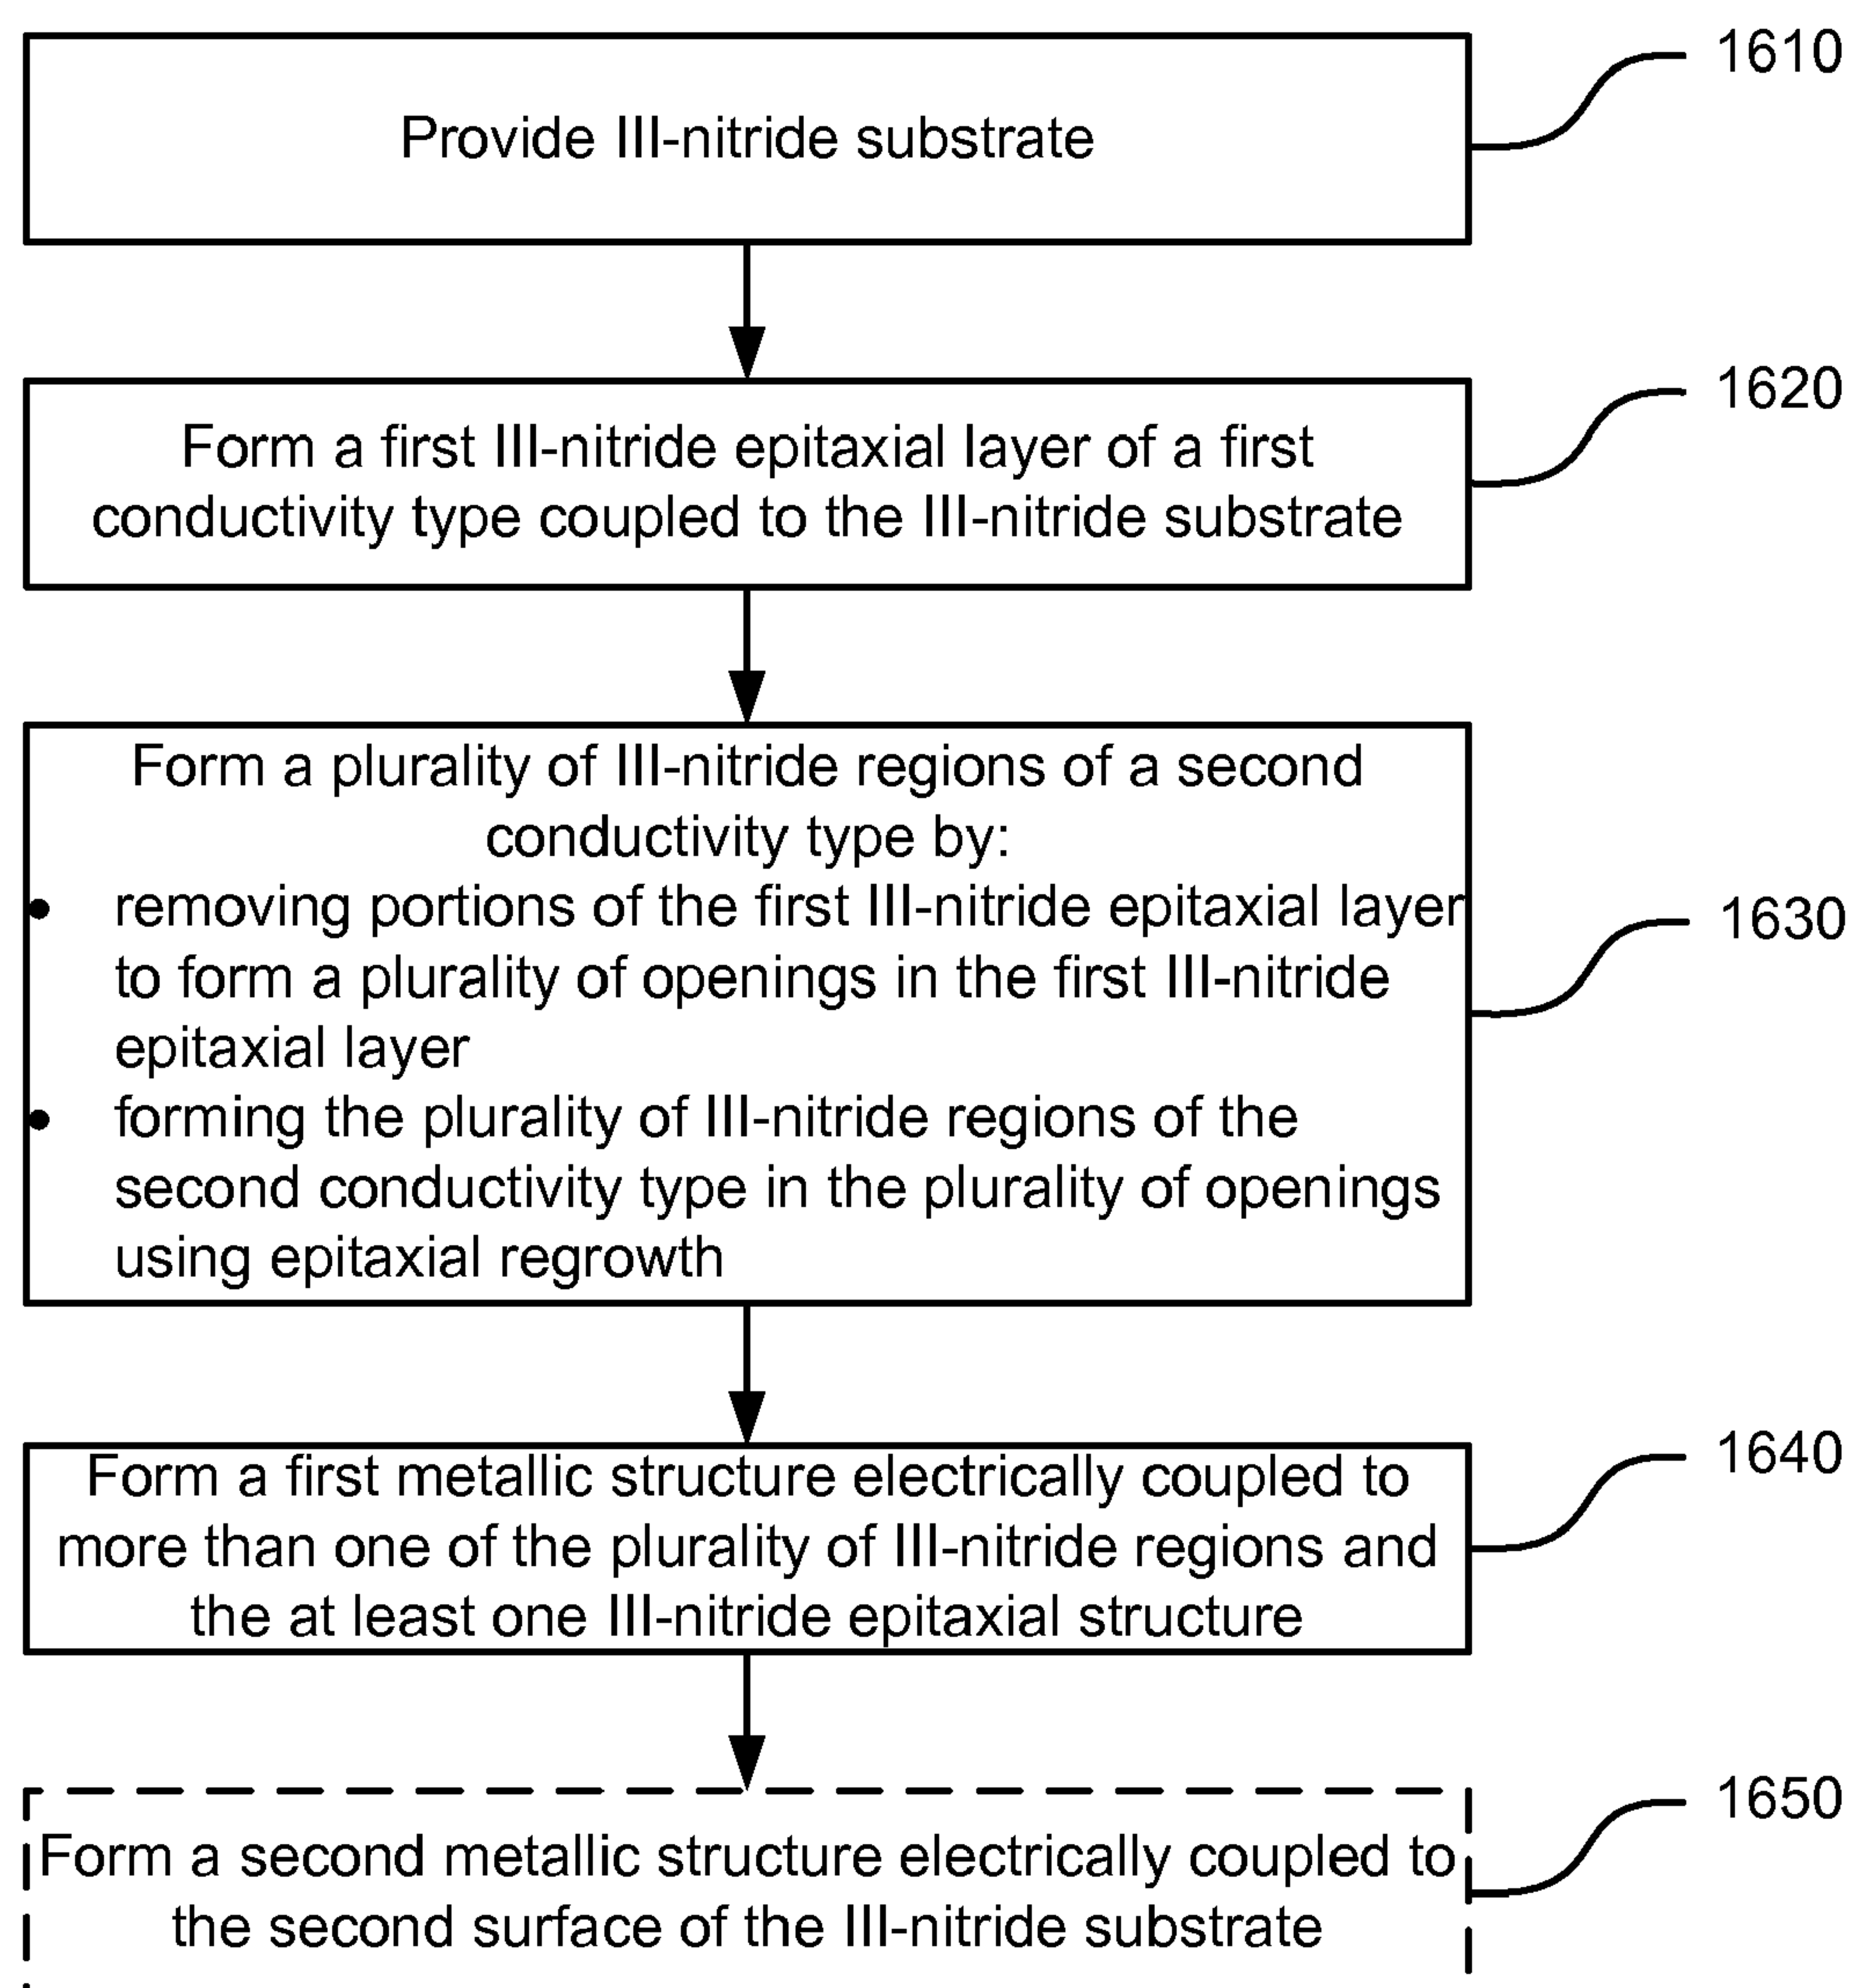 1610
Provide III-nitride substrate
1620
Form a first III-nitride epitaxial layer of a first
conductivity type coupled to the III-nitride substrate
Form a plurality of III-nitride regions of a second
conductivity type by:
• removing portions of the first III-nitride epitaxial layer
to form a plurality of openings in the first III-nitride
epitaxial layer
1630
• forming the plurality of III-nitride regions of the
second conductivity type in the plurality of openings
using epitaxial regrowth
1640
Form a first metallic structure electrically coupled to
more than one of the plurality of III-nitride regions and
the at least one III-nitride epitaxial structure
1650
Form a second metallic structure electrically coupled to
the second surface of the III-nitride substrate